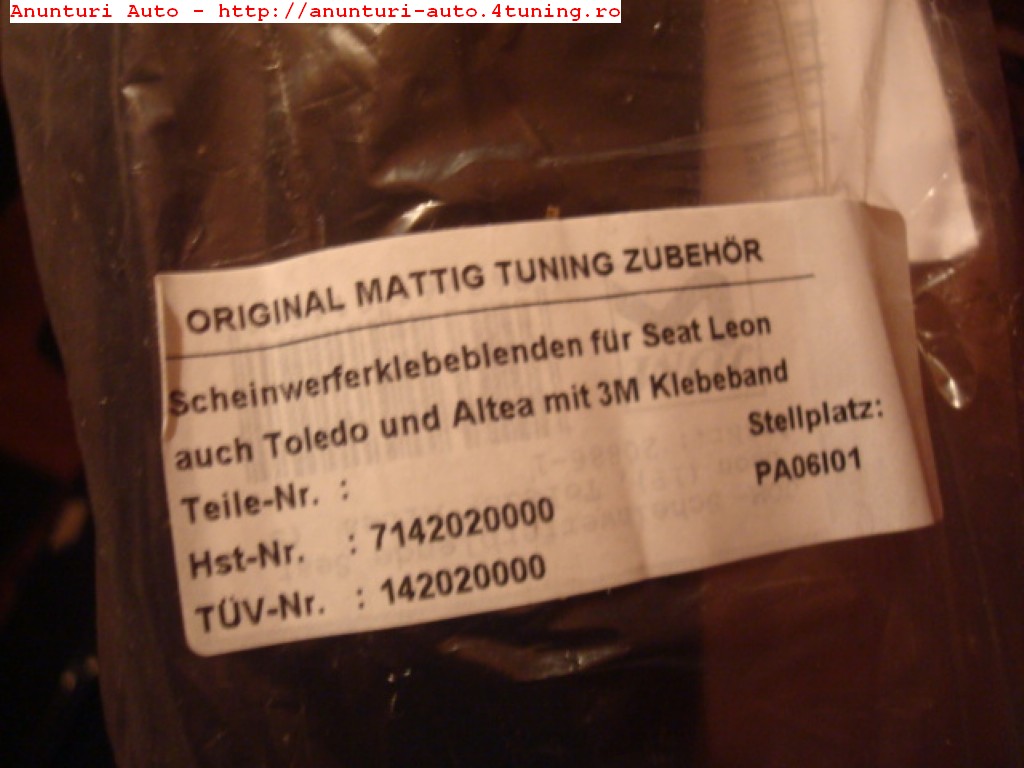 Anunturi Auto - http://anunturi-auto.4tuning.ro
ORIGINAL MATTIG TUNING ZUBEHÖR
Scheinwerferklebeblenden für Seat Leon
auch Toledo und Altea mit 3M Klebeband
Stellplatz:
PA06I01
Teile-Nr. :
Hst-Nr. : 7142020000
TÜV-Nr. : 142020000